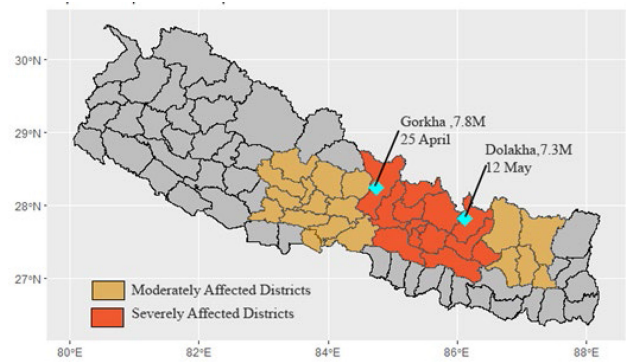 30°N
29°N
28°N
27°N
Gorkha ,7.8M
25 April
Dolakha,7.3M
12 May
Moderately Affected Districts
Severely Affected Districts
80°E
82°E
84°E
86°E
88°E